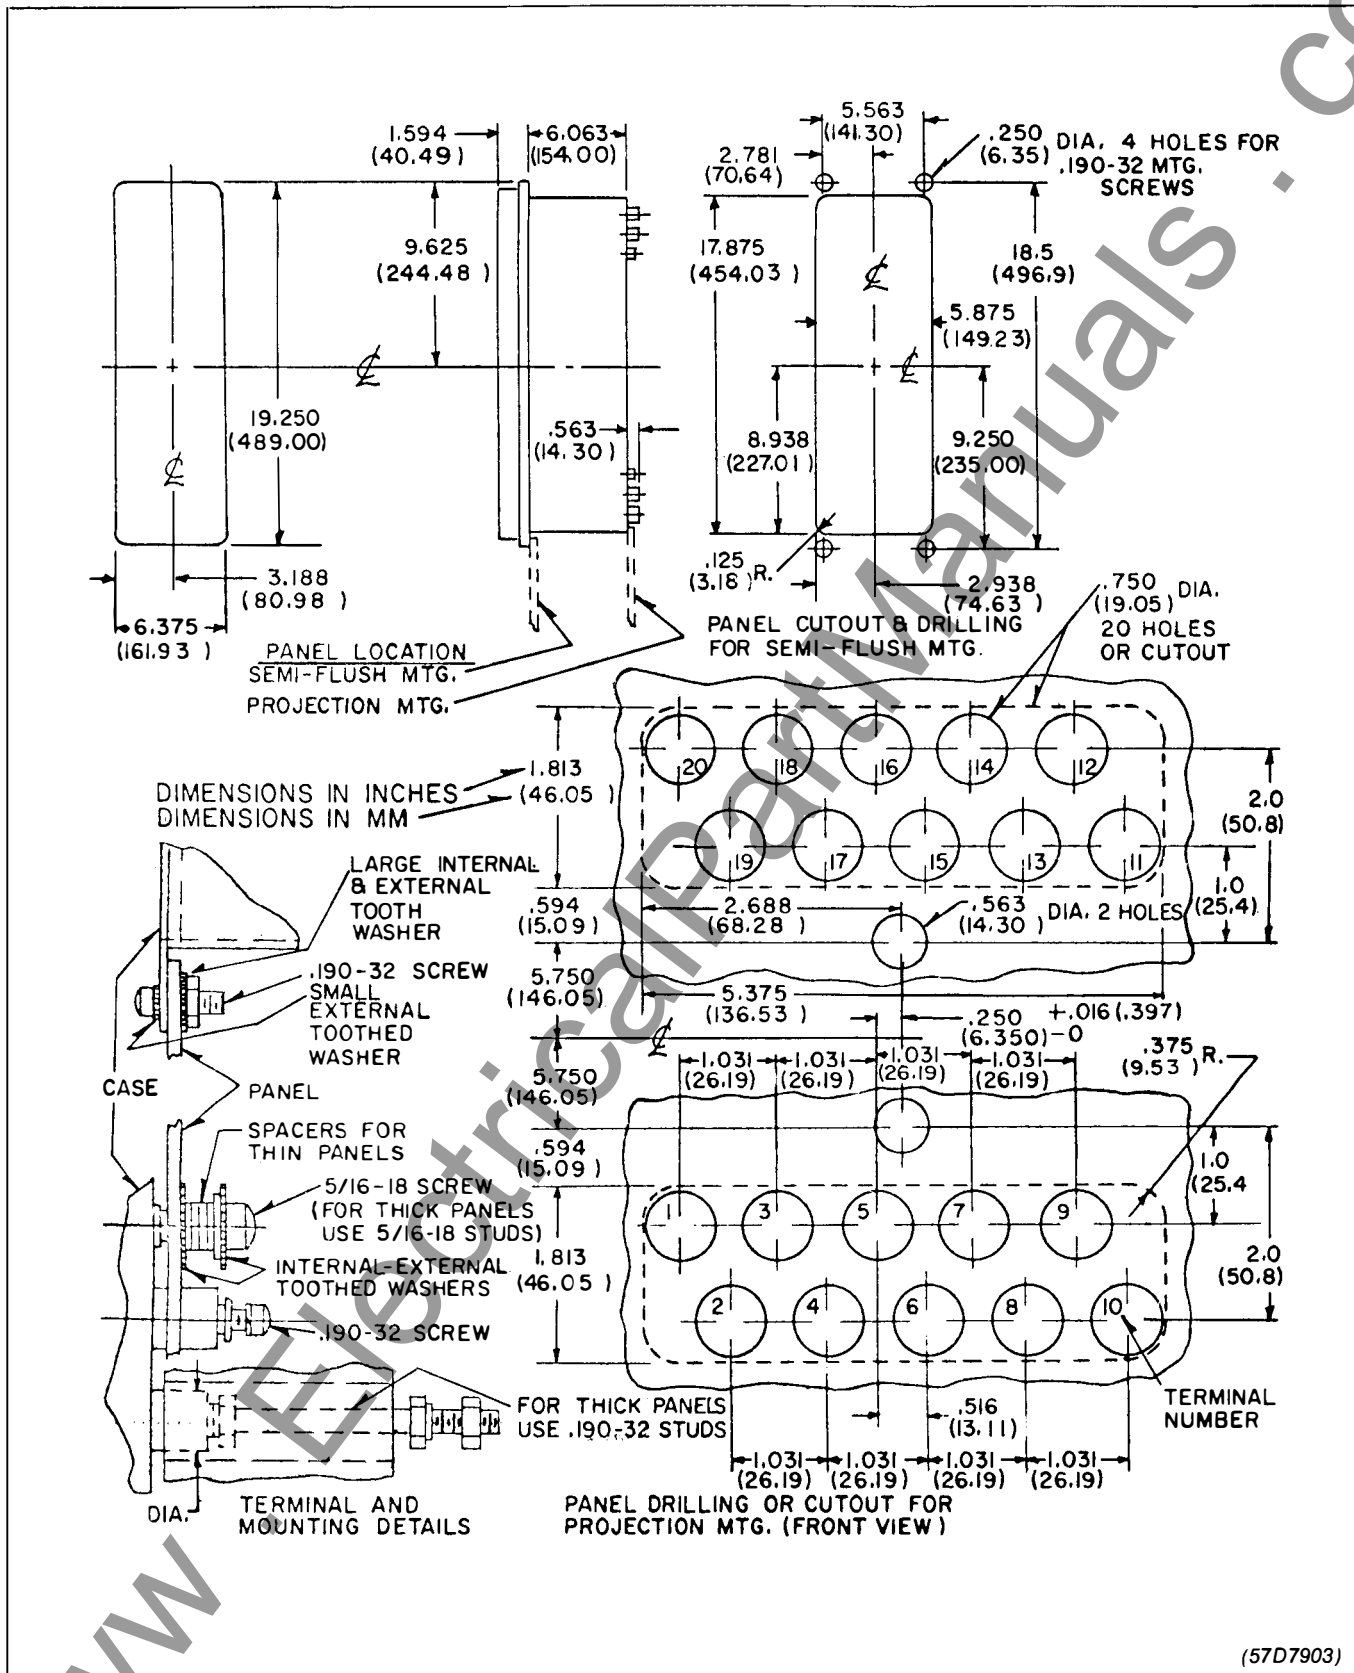 1.594
(40.49)
6.063
(154.00)
5.563
(141.30)
2.781
(70.64)
.250
(6.35)
DIA. 4 HOLES FOR
.190-32 MTG.
SCREWS
9.625
(244.48)
17.875
(454.03)
18.5
(496.9)
5.875
(149.23)
19.250
(489.00)
.563
(14.30)
8.938
(227.01)
9.250
(235.00)
3.188
(80.98)
.125
(3.18) R.
2.938
(74.63)
6.375
(161.93)
PANEL LOCATION
SEMI-FLUSH MTG.
PROJECTION MTG.
PANEL CUTOUT & DRILLING
FOR SEMI-FLUSH MTG.
.750
(19.05) DIA.
20 HOLES
OR CUTOUT
20 18 16 14 12
19 17 15 13 11
DIMENSIONS IN INCHES
DIMENSIONS IN MM
1.813
(46.05)
2.0
(50.8)
1.0
(25.4)
.594
(15.09)
2.688
(68.28)
.563
(14.30) DIA. 2 HOLES
LARGE INTERNAL
& EXTERNAL
TOOTH
WASHER
.190-32 SCREW
SMALL
EXTERNAL
TOOTHED
WASHER
5.750
(146.05)
5.375
(136.53)
.250
(6.350)
+.016 (.397)
-0
CASE
PANEL
5.750
(146.05)
1.031
(26.19)
1.031
(26.19)
1.031
(26.19)
1.031
(26.19)
.375
(9.53) R.
SPACERS FOR
THIN PANELS
5/16-18 SCREW
(FOR THICK PANELS
USE 5/16-18 STUDS)
INTERNAL-EXTERNAL
TOOTHED WASHERS
.190-32 SCREW
.594
(15.09)
1.0
(25.4
1 3 5 7 9
1.813
(46.05)
2.0
(50.8)
2 4 6 8 10
FOR THICK PANELS
USE .190-32 STUDS
.516
(13.11)
TERMINAL
NUMBER
1.031
(26.19)
1.031
(26.19)
1.031
(26.19)
1.031
(26.19)
DIA.
TERMINAL AND
MOUNTING DETAILS
PANEL DRILLING OR CUTOUT FOR
PROJECTION MTG. (FRONT VIEW)
(57D7903)